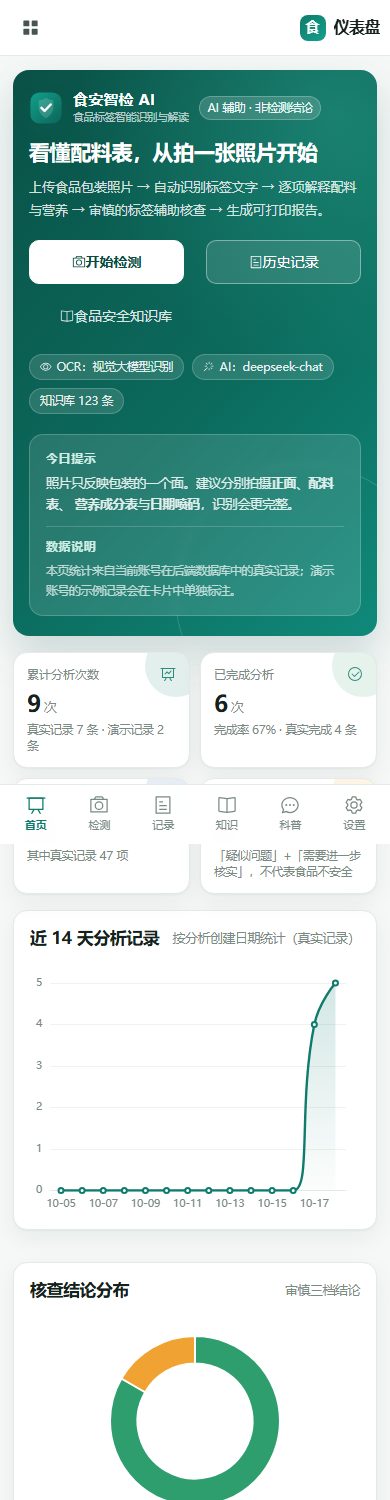 食 仪表盘
食安智检 AI
食品标签智能识别与解读
AI 辅助 · 非检测结论
看懂配料表，从拍一张照片开始
上传食品包装照片 → 自动识别标签文字 → 逐项解释配料
与营养 → 审慎的标签辅助核查 → 生成可打印报告。
开始检测
历史记录
食品安全知识库
OCR：视觉大模型识别
AI：deepseek-chat
知识库 123 条
今日提示
照片只反映包装的一个面。建议分别拍摄正面、配料
表、 营养成分表与日期喷码，识别会更完整。
数据说明
本页统计来自当前账号在后端数据库中的真实记录；演示
账号的示例记录会在卡片中单独标注。
累计分析次数
9 次
真实记录 7 条 · 演示记录 2
条
已完成分析
6 次
完成率 67% · 真实完成 4 条
首页
检测
记录
知识
科普
设置
其中真实记录 47 项
「疑似问题」+「需要进一步
核实」，不代表食品不安全
近 14 天分析记录
按分析创建日期统计（真实记录）
5
4
3
2
1
0
10-05
10-07
10-09
10-11
10-13
10-15
10-17
核查结论分布
审慎三档结论